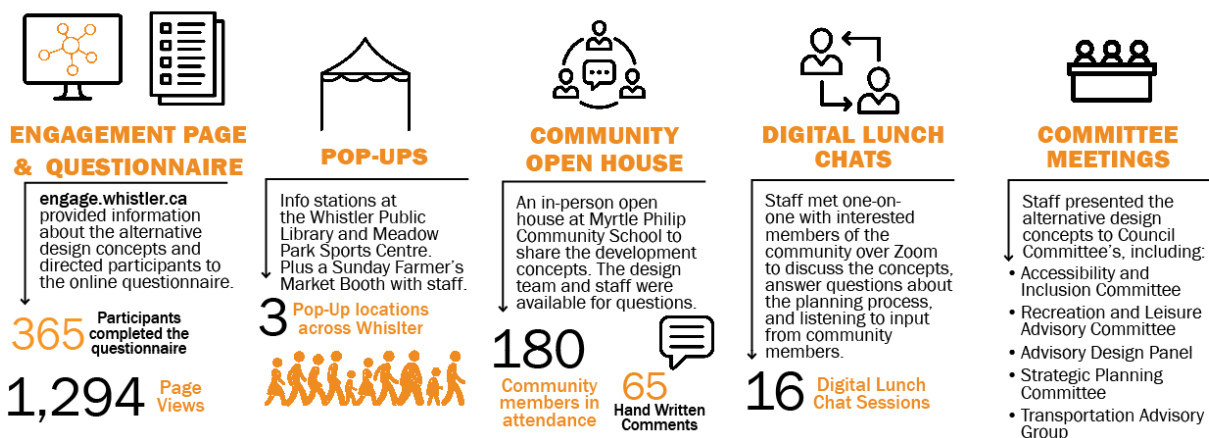 ENGAGEMENT PAGE
& QUESTIONNAIRE
engage.whistler.ca
provided information
about the alternative
design concepts and
directed participants to
the online questionnaire.
365 Participants
completed the
questionnaire
1,294 Page
Views
POP-UPS
Info stations at
the Whistler Public
Library and Meadow
Park Sports Centre.
Plus a Sunday Farmer's
Market Booth with staff.
3 Pop-Up locations
across Whislter
COMMUNITY
OPEN HOUSE
An in-person open
house at Myrtle Philip
Community School to
share the development
concepts. The design
team and staff were
available for questions.
180
Community
members in
attendance
65
Hand Written
Comments
DIGITAL LUNCH
CHATS
Staff met one-on-
one with interested
members of the
community over Zoom
to discuss the concepts,
answer questions about
the planning process,
and listening to input
from community
members.
16 Digital Lunch
Chat Sessions
COMMITTEE
MEETINGS
Staff presented the
alternative design
concepts to Council
Committee's, including:
• Accessibility and
Inclusion Committee
• Recreation and Leisure
Advisory Committee
• Advisory Design Panel
• Strategic Planning
Committee
• Transportation Advisory
Group